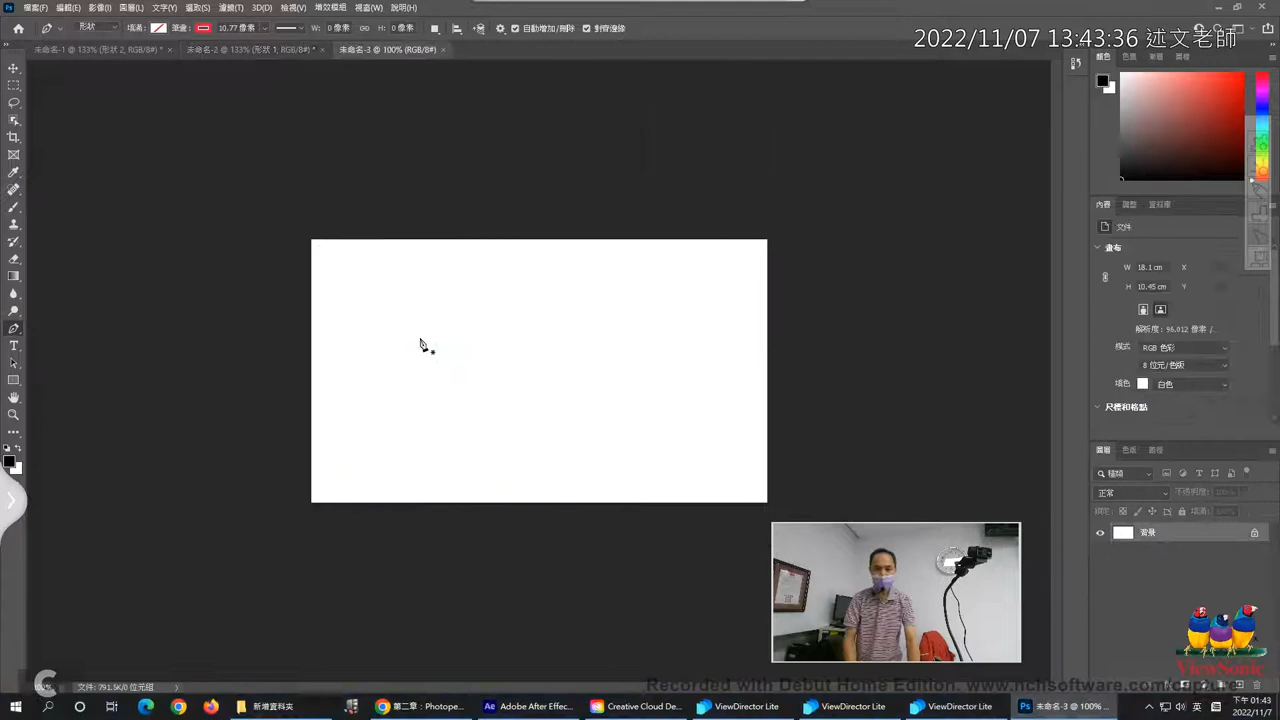 檔案(F) 編輯(E) 影像(I) 圖層(L) 文字(Y) 選取(S) 濾鏡(T) 3D(D) 檢視(V) 增效模組 視窗(W) 說明(H)
形狀 填滿: 筆畫: 10.77 像素 W: 0 像素 H: 0 像素 自動增加/刪除 對齊邊緣
未命名-1 @ 133% (形狀 2, RGB/8#) * 未命名-2 @ 133% (形狀 1, RGB/8#) * 未命名-3 @ 100% (RGB/8#)
2022/11/07 13:43:36 述文老師
顏色 色票 漸層 圖樣
內容 調整 資料庫
文件
畫布
W 18.1 cm X
H 10.45 cm Y
解析度: 96.012 像素 /
模式 RGB 色彩
8 位元/色版
填色 白色
尺標和格點
圖層 色版 路徑
種類
正常 不透明度: 100%
鎖定: 填滿: 100%
背景
ViewSonic
文件: 791.5K/0 位元組
Recorded with Debut Home Edition. www.nchsoftware.com/capture
新增資料夾 第二章 : Photope... Adobe After Effec... Creative Cloud De... ViewDirector Lite ViewDirector Lite ViewDirector Lite 未命名-3 @ 100% ... 英 下午 01:43
2022/11/7